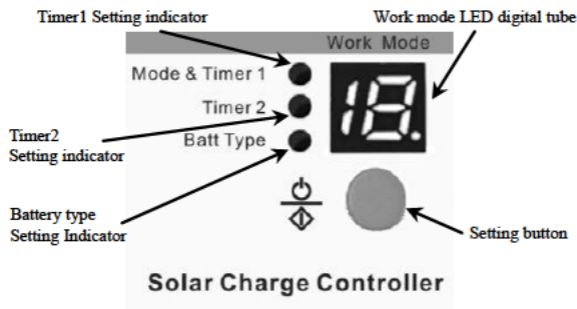 Timer1 Setting indicator
Work mode LED digital tube
Work Mode
Mode & Timer 1
Timer 2
Batt Type
18.
Timer2
Setting indicator
Battery type
Setting Indicator
Setting button
Solar Charge Controller